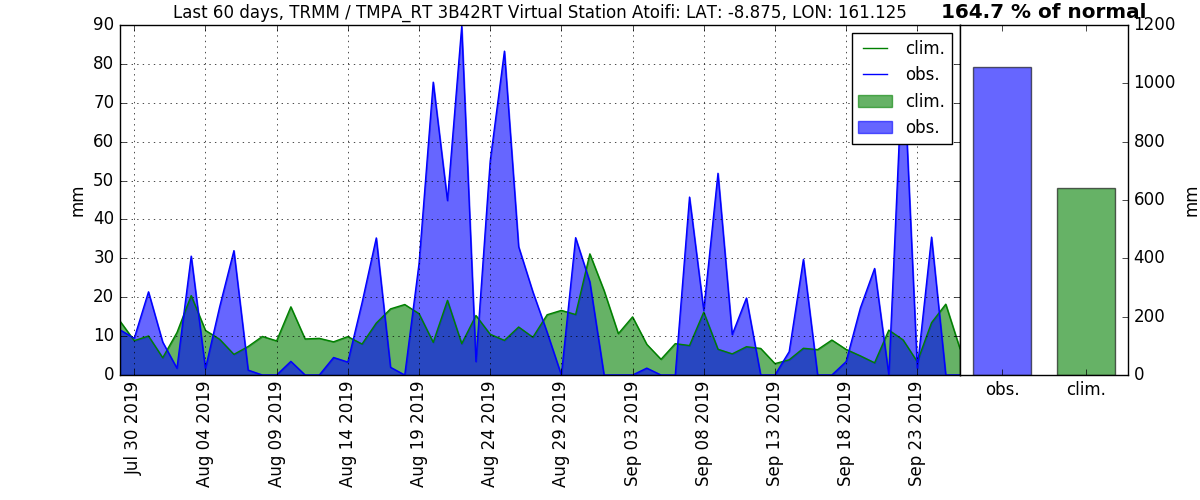 Last 60 days, TRMM / TMPA_RT 3B42RT Virtual Station Atoifi: LAT: -8.875, LON: 161.125
164.7 % of normal
90
80
70
60
50
40
30
20
10
0
mm
clim.
obs.
clim.
obs.
Jul 30 2019
Aug 04 2019
Aug 09 2019
Aug 14 2019
Aug 19 2019
Aug 24 2019
Aug 29 2019
Sep 03 2019
Sep 08 2019
Sep 13 2019
Sep 18 2019
Sep 23 2019
1200
1000
800
600
400
200
0
mm
obs.
clim.